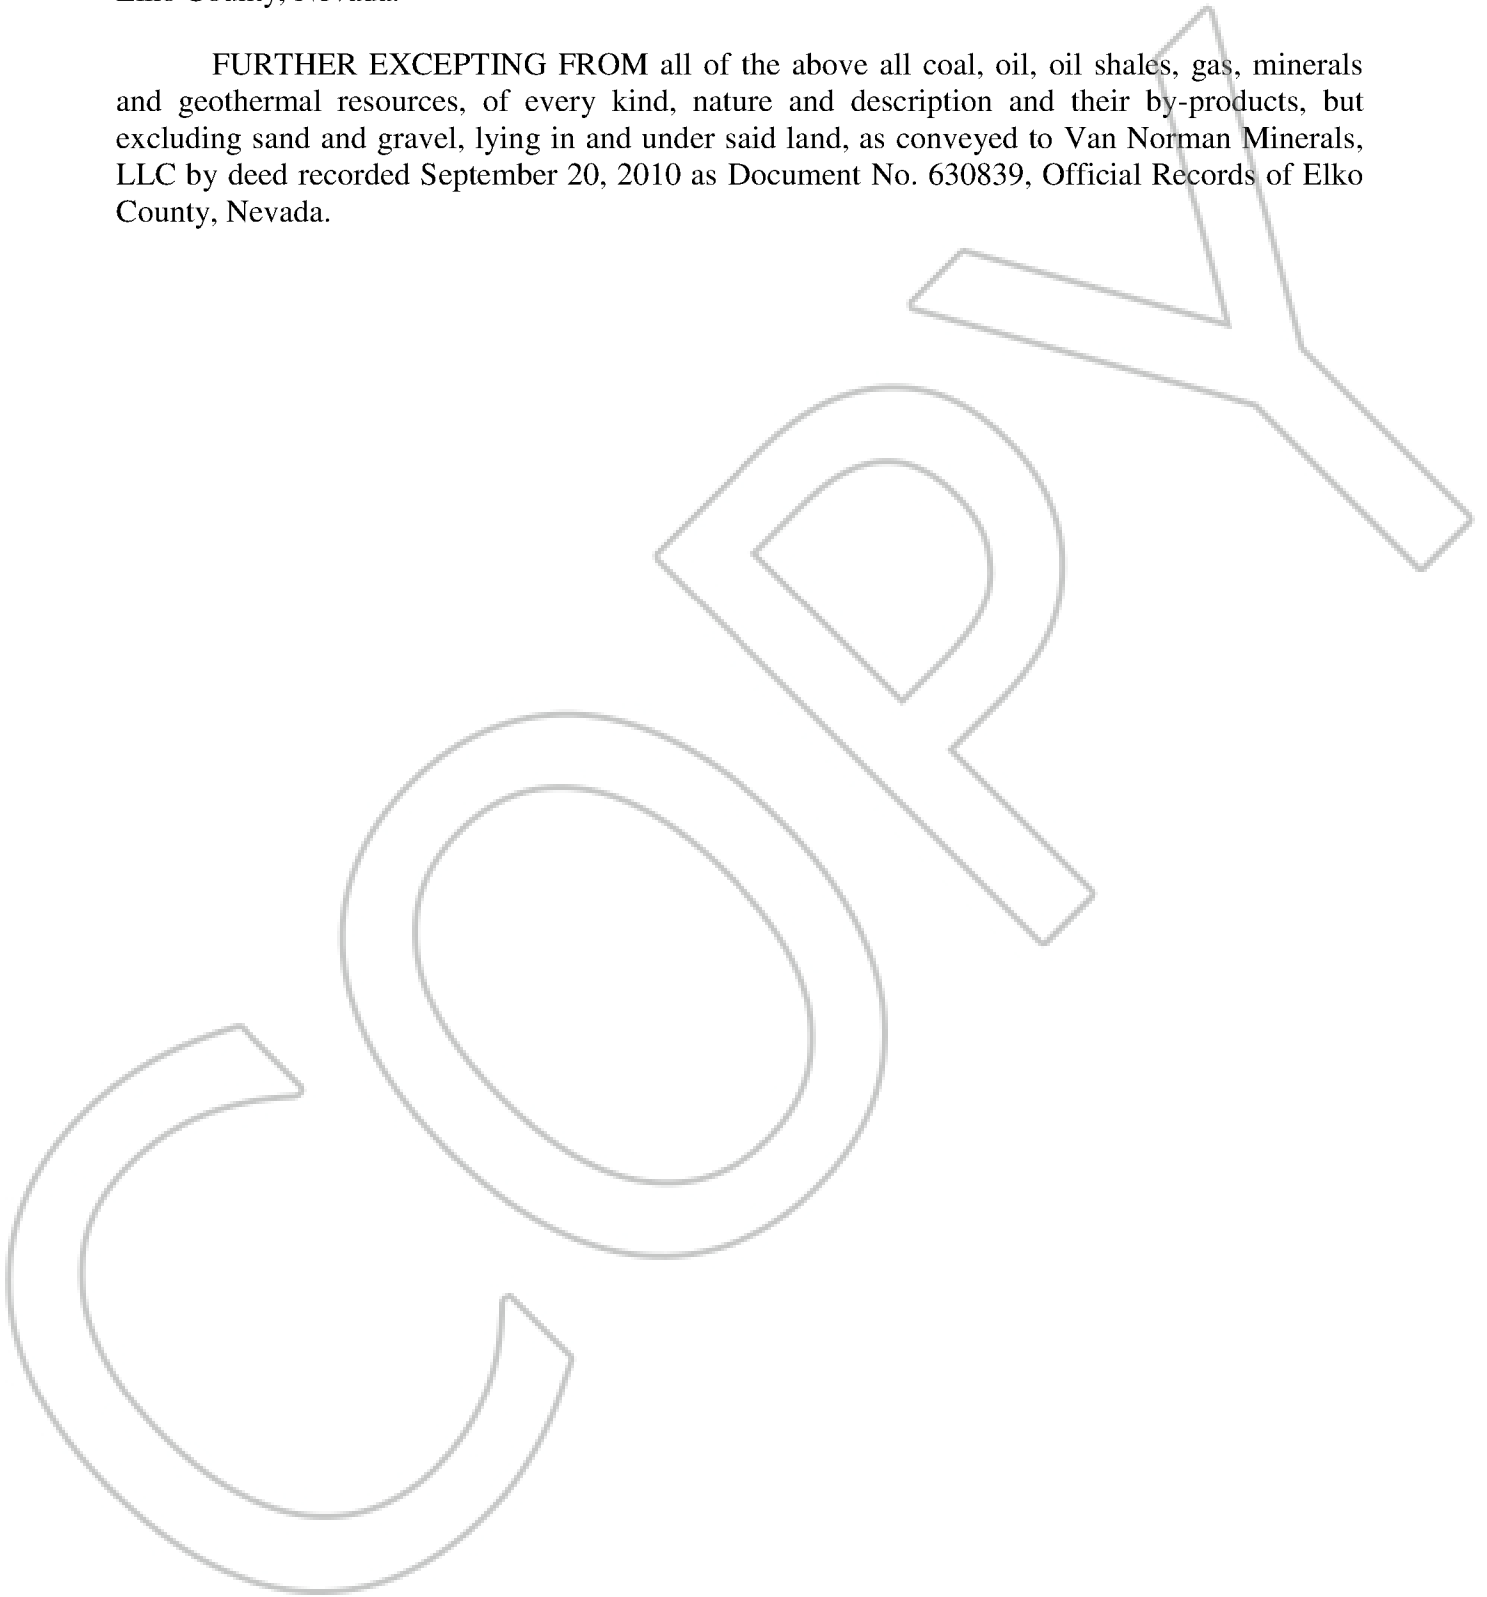 Elko County, Nevada.
FURTHER EXCEPTING FROM all of the above all coal, oil, oil shales, gas, minerals
and geothermal resources, of every kind, nature and description and their by-products, but
excluding sand and gravel, lying in and under said land, as conveyed to Van Norman Minerals,
LLC by deed recorded September 20, 2010 as Document No. 630839, Official Records of Elko
County, Nevada.
COPY